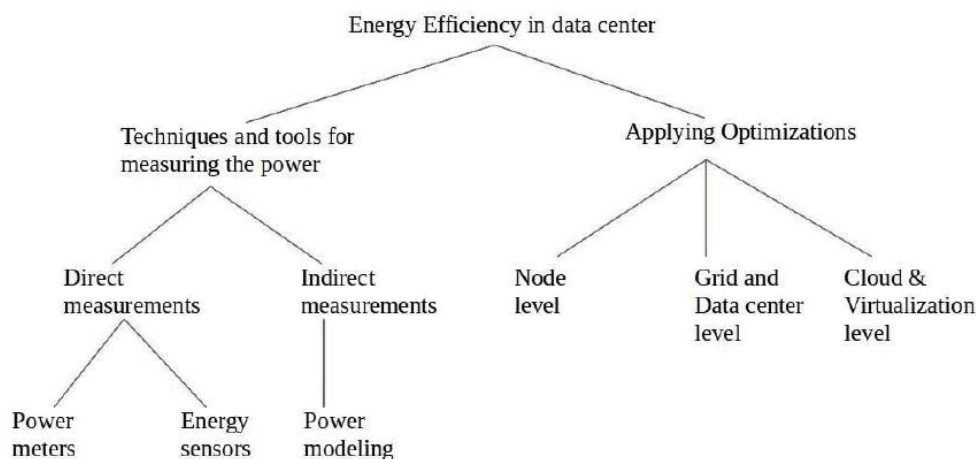 Energy Efficiency in data center
Techniques and tools for
measuring the power
Applying Optimizations
Direct
measurements
Indirect
measurements
Node
level
Grid and
Data center
level
Cloud &
Virtualization
level
Power
meters
Energy
sensors
Power
modeling